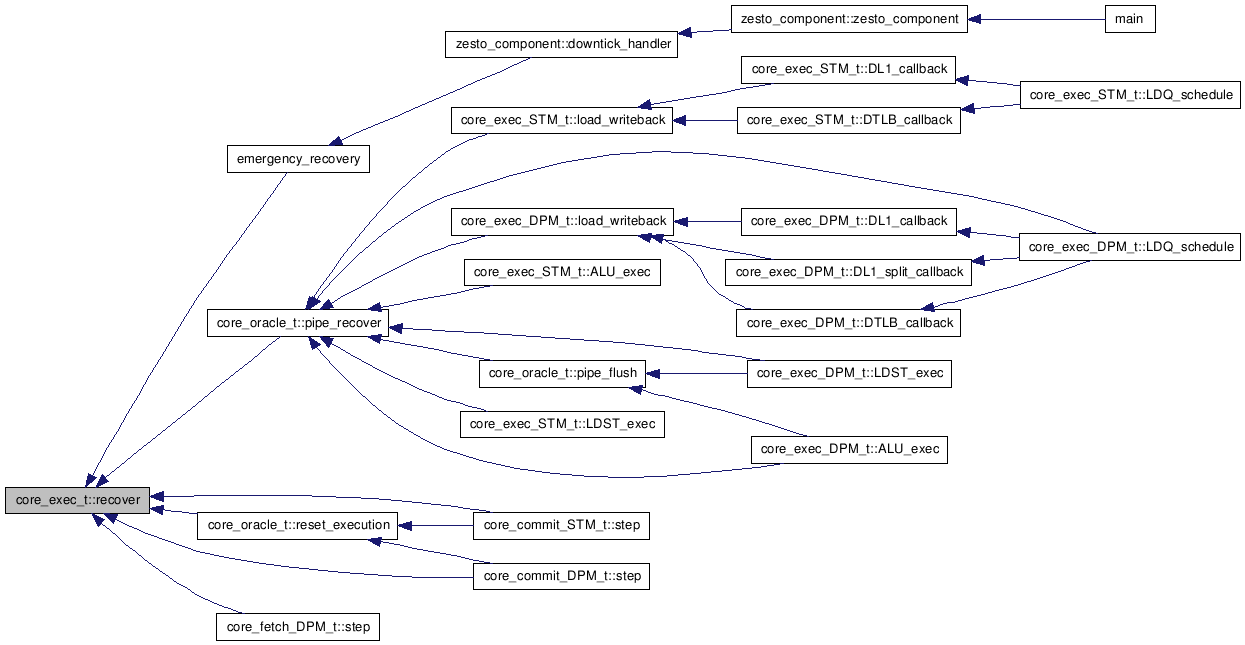 zesto_component::zesto_component
main
zesto_component::downtick_handler
core_exec_STM_t::DL1_callback
core_exec_STM_t::LDQ_schedule
core_exec_STM_t::load_writeback
core_exec_STM_t::DTLB_callback
emergency_recovery
core_exec_DPM_t::load_writeback
core_exec_DPM_t::DL1_callback
core_exec_DPM_t::LDQ_schedule
core_exec_STM_t::ALU_exec
core_exec_DPM_t::DL1_split_callback
core_oracle_t::pipe_recover
core_exec_DPM_t::DTLB_callback
core_oracle_t::pipe_flush
core_exec_DPM_t::LDST_exec
core_exec_STM_t::LDST_exec
core_exec_DPM_t::ALU_exec
core_exec_t::recover
core_oracle_t::reset_execution
core_commit_STM_t::step
core_commit_DPM_t::step
core_fetch_DPM_t::step